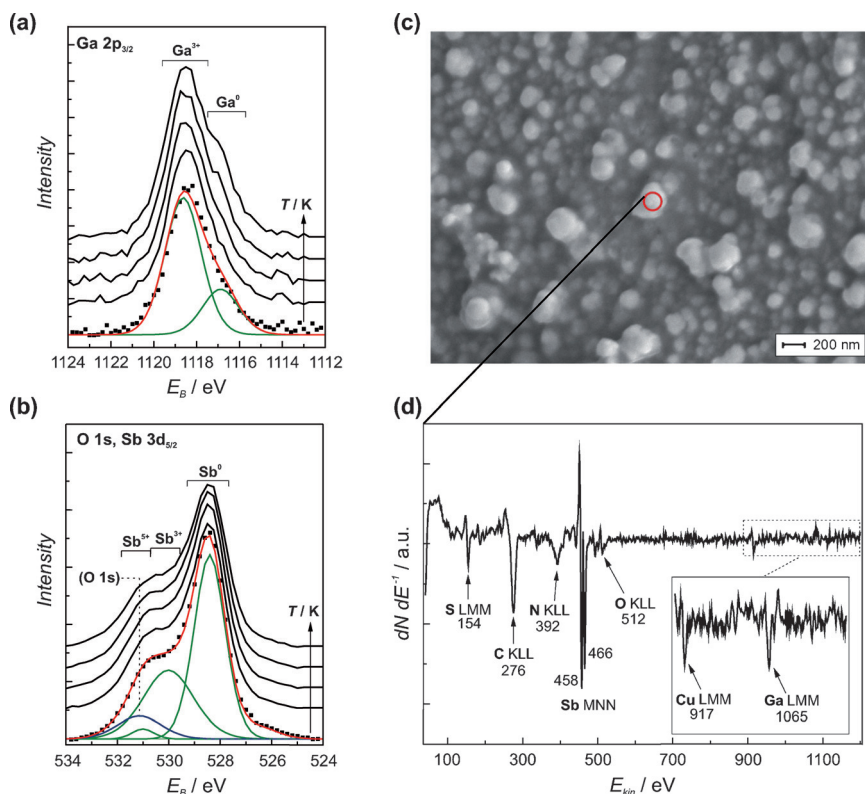 (a)
Ga 2p3/2
Ga3+
Ga0
T / K
Intensity
1124 1122 1120 1118 1116 1114 1112
EB / eV
(b)
O 1s, Sb 3d5/2
Sb0
Sb5+ Sb3+
(O 1s)
T / K
Intensity
534 532 530 528 526 524
EB / eV
(c)
200 nm
(d)
dN dE-1 / a.u.
S LMM
154
C KLL
276
N KLL
392
458
466
Sb MNN
O KLL
512
Cu LMM
917
Ga LMM
1065
100 300 500 700 900 1100
Ekin / eV